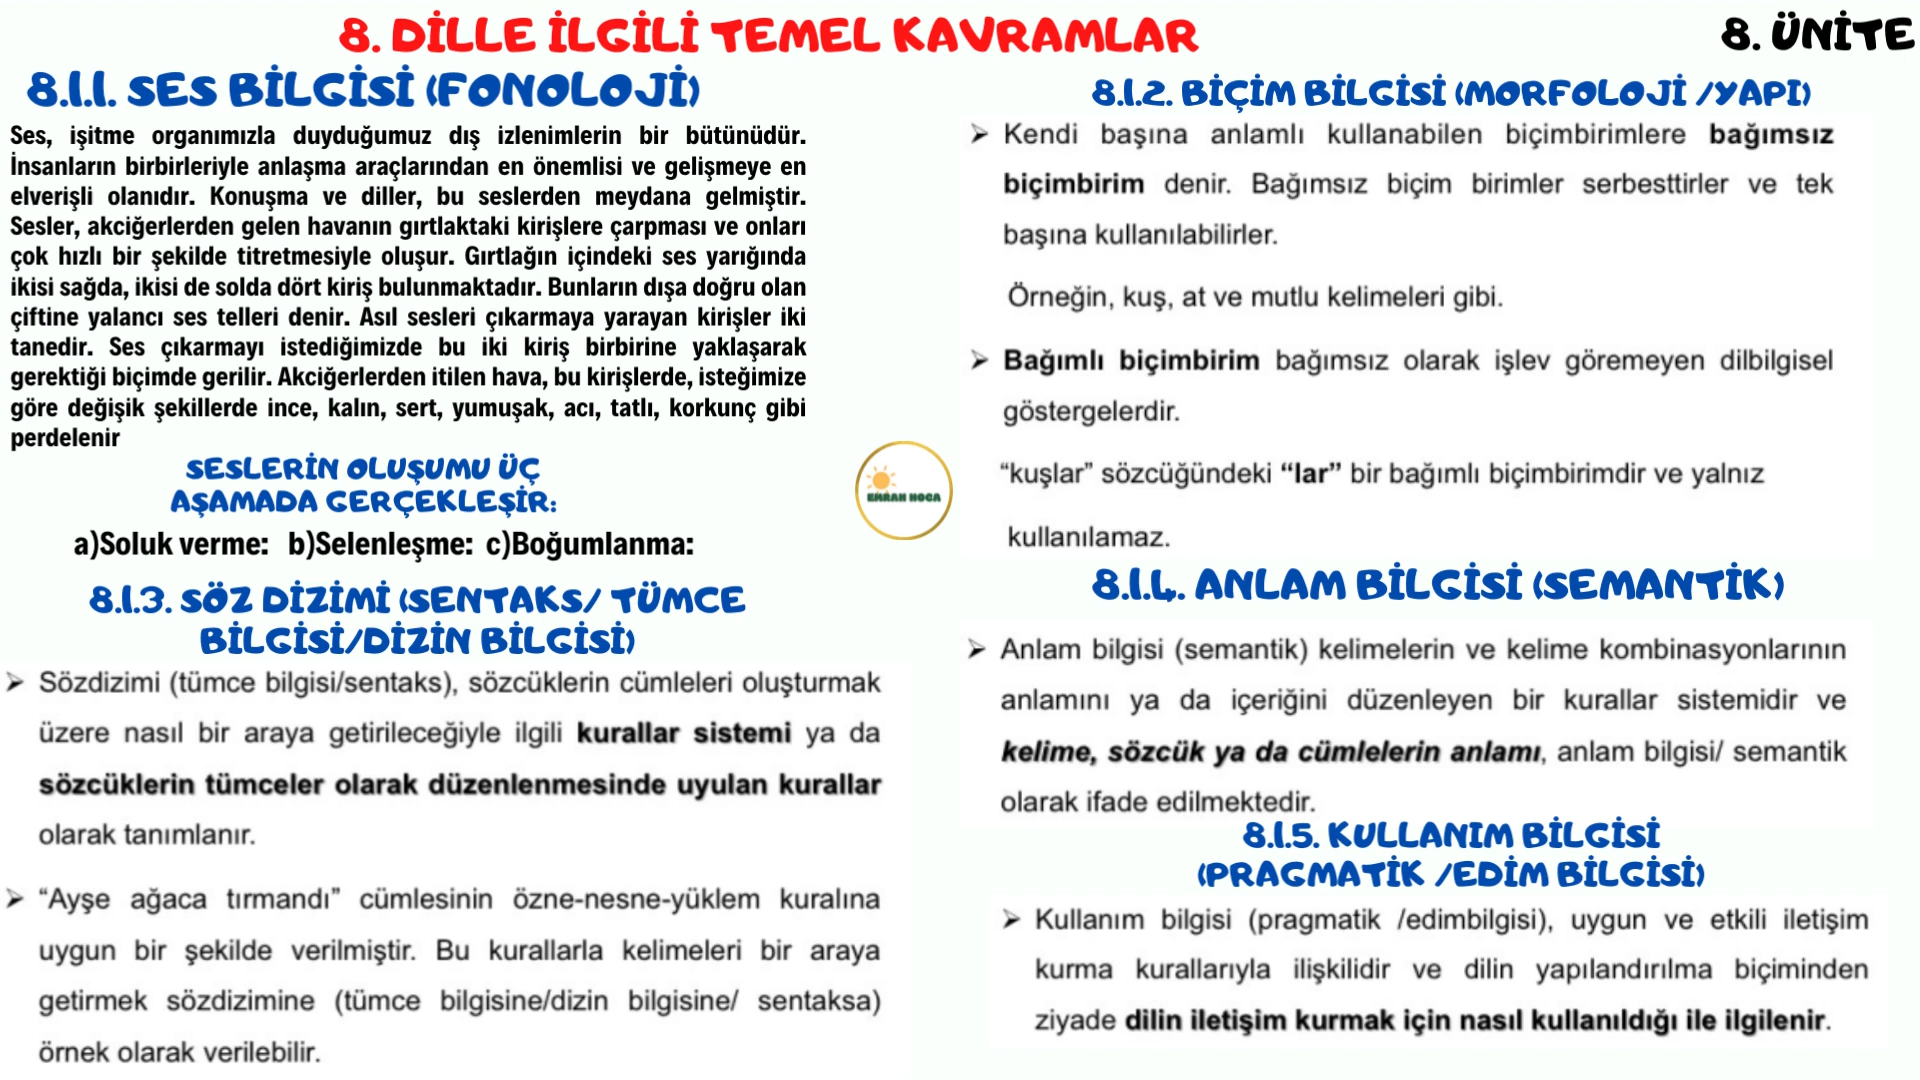 8. DİLLE İLGİLİ TEMEL KAVRAMLAR
8. ÜNİTE
8.1.1. SES BİLGİSİ (FONOLOJİ)
Ses, işitme organımızla duyduğumuz dış izlenimlerin bir bütünüdür.
İnsanların birbirleriyle anlaşma araçlarından en önemlisi ve gelişmeye en
elverişli olanıdır. Konuşma ve diller, bu seslerden meydana gelmiştir.
Sesler, akciğerlerden gelen havanın gırtlaktaki kirişlere çarpması ve onları
çok hızlı bir şekilde titretmesiyle oluşur. Gırtlağın içindeki ses yarığında
ikisi sağda, ikisi de solda dört kiriş bulunmaktadır. Bunların dışa doğru olan
çiftine yalancı ses telleri denir. Asıl sesleri çıkarmaya yarayan kirişler iki
tanedir. Ses çıkarmayı istediğimizde bu iki kiriş birbirine yaklaşarak
gerektiği biçimde gerilir. Akciğerlerden itilen hava, bu kirişlerde, isteğimize
göre değişik şekillerde ince, kalın, sert, yumuşak, acı, tatlı, korkunç gibi
perdelenir
SESLERİN OLUŞUMU ÜÇ
AŞAMADA GERÇEKLEŞİR:
a)Soluk verme: b)Selenleşme: c)Boğumlanma:
8.1.3. SÖZ DİZİMİ (SENTAKS/ TÜMCE
BİLGİSİ/DİZİN BİLGİSİ)
➢ Sözdizimi (tümce bilgisi/sentaks), sözcüklerin cümleleri oluşturmak
üzere nasıl bir araya getirileceğiyle ilgili kurallar sistemi ya da
sözcüklerin tümceler olarak düzenlenmesinde uyulan kurallar
olarak tanımlanır.
➢ “Ayşe ağaca tırmandı” cümlesinin özne-nesne-yüklem kuralına
uygun bir şekilde verilmiştir. Bu kurallarla kelimeleri bir araya
getirmek sözdizimine (tümce bilgisine/dizin bilgisine/ sentaksa)
örnek olarak verilebilir.
EMRAH HOCA
8.1.2. BİÇİM BİLGİSİ (MORFOLOJİ /YAPI)
➢ Kendi başına anlamlı kullanabilen biçimbirimlere bağımsız
biçimbirim denir. Bağımsız biçim birimler serbesttirler ve tek
başına kullanılabilirler.
Örneğin, kuş, at ve mutlu kelimeleri gibi.
➢ Bağımlı biçimbirim bağımsız olarak işlev göremeyen dilbilgisel
göstergelerdir.
“kuşlar” sözcüğündeki “lar” bir bağımlı biçimbirimdir ve yalnız
kullanılamaz.
8.1.4. ANLAM BİLGİSİ (SEMANTİK)
➢ Anlam bilgisi (semantik) kelimelerin ve kelime kombinasyonlarının
anlamını ya da içeriğini düzenleyen bir kurallar sistemidir ve
kelime, sözcük ya da cümlelerin anlamı, anlam bilgisi/ semantik
olarak ifade edilmektedir.
8.1.5. KULLANIM BİLGİSİ
(PRAGMATİK /EDİM BİLGİSİ)
➢ Kullanım bilgisi (pragmatik /edimbilgisi), uygun ve etkili iletişim
kurma kurallarıyla ilişkilidir ve dilin yapılandırılma biçiminden
ziyade dilin iletişim kurmak için nasıl kullanıldığı ile ilgilenir.